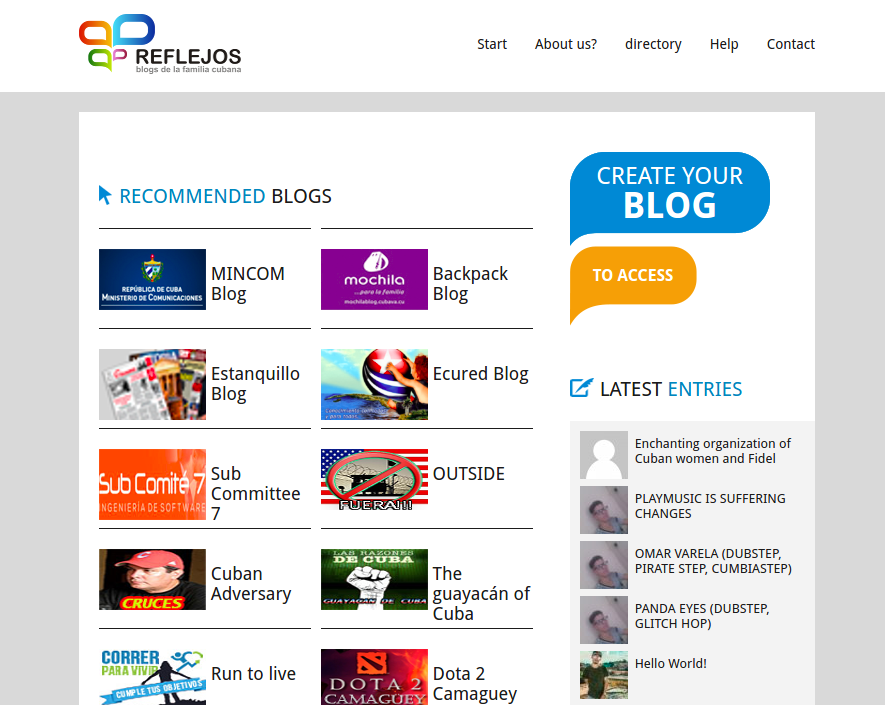 REFLEJOS
blogs de la familia cubana
Start
About us?
directory
Help
Contact
RECOMMENDED BLOGS
REPÚBLICA DE CUBA
MINISTERIO DE COMUNICACIONES
MINCOM
Blog
mochila
...para la familia
mochilablog.cubava.cu
Backpack
Blog
Estanquillo
Blog
Ecured Blog
Sub Comité 7
INGENIERÍA DE SOFTWARE
Sub
Committee
7
FUERA!!!
OUTSIDE
CRUCES
Cuban
Adversary
LAS RAZONES
DE CUBA
GUAYACAN DE CUBA
The
guayacán of
Cuba
CORRER
PARA VIVIR
CUMPLE TUS OBJETIVOS
Run to live
DOTA 2
CAMAGÜEY
Dota 2
Camaguey
CREATE YOUR
BLOG
TO ACCESS
LATEST ENTRIES
Enchanting organization of
Cuban women and Fidel
PLAYMUSIC IS SUFFERING
CHANGES
OMAR VARELA (DUBSTEP,
PIRATE STEP, CUMBIASTEP)
PANDA EYES (DUBSTEP,
GLITCH HOP)
Hello World!